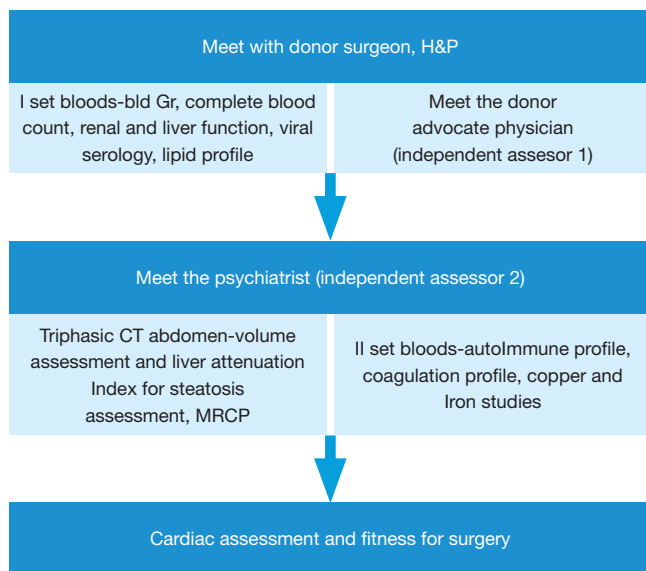 Meet with donor surgeon, H&P
I set bloods-bld Gr, complete blood
count, renal and liver function, viral
serology, lipid profile
Meet the donor
advocate physician
(independent assesor 1)
Meet the psychiatrist (independent assessor 2)
Triphasic CT abdomen-volume
assessment and liver attenuation
Index for steatosis
assessment, MRCP
II set bloods-autoImmune profile,
coagulation profile, copper and
Iron studies
Cardiac assessment and fitness for surgery